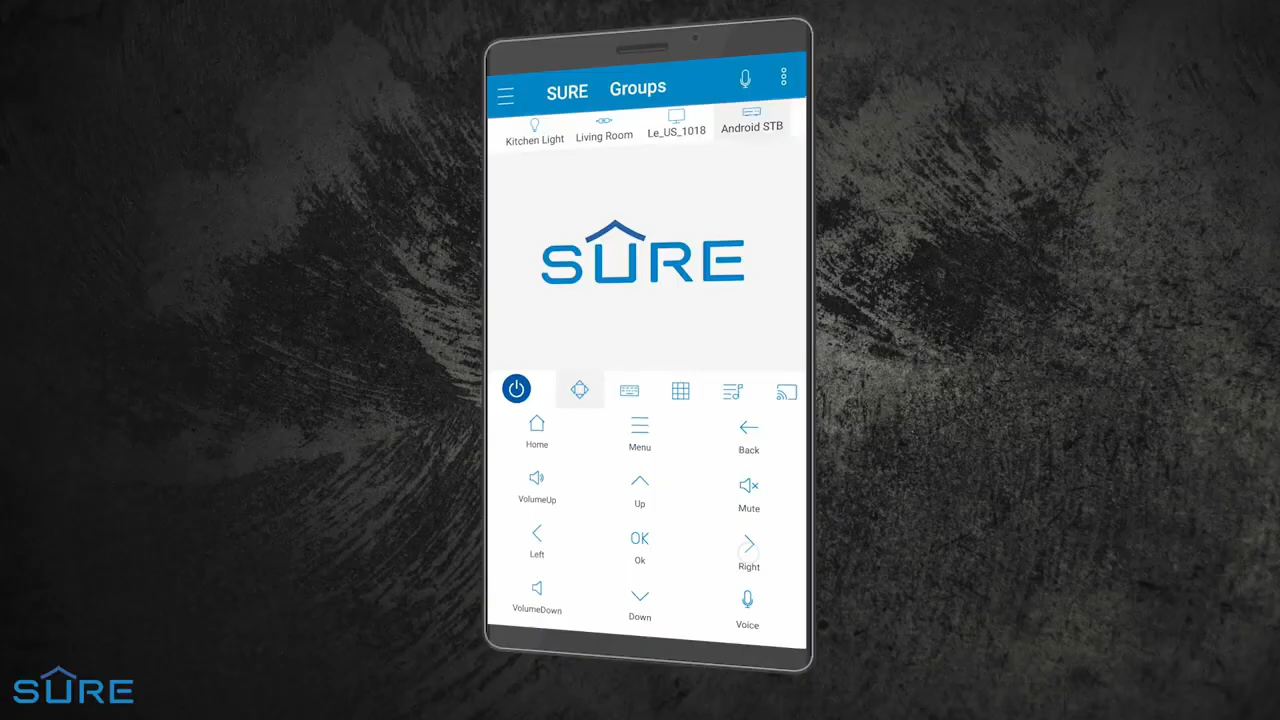 SURE Groups
Kitchen Light Living Room Le_US_1018 Android STB
SURE
Home Menu Back
VolumeUp Up Mute
Left OK Ok Right
VolumeDown Down Voice
SURE